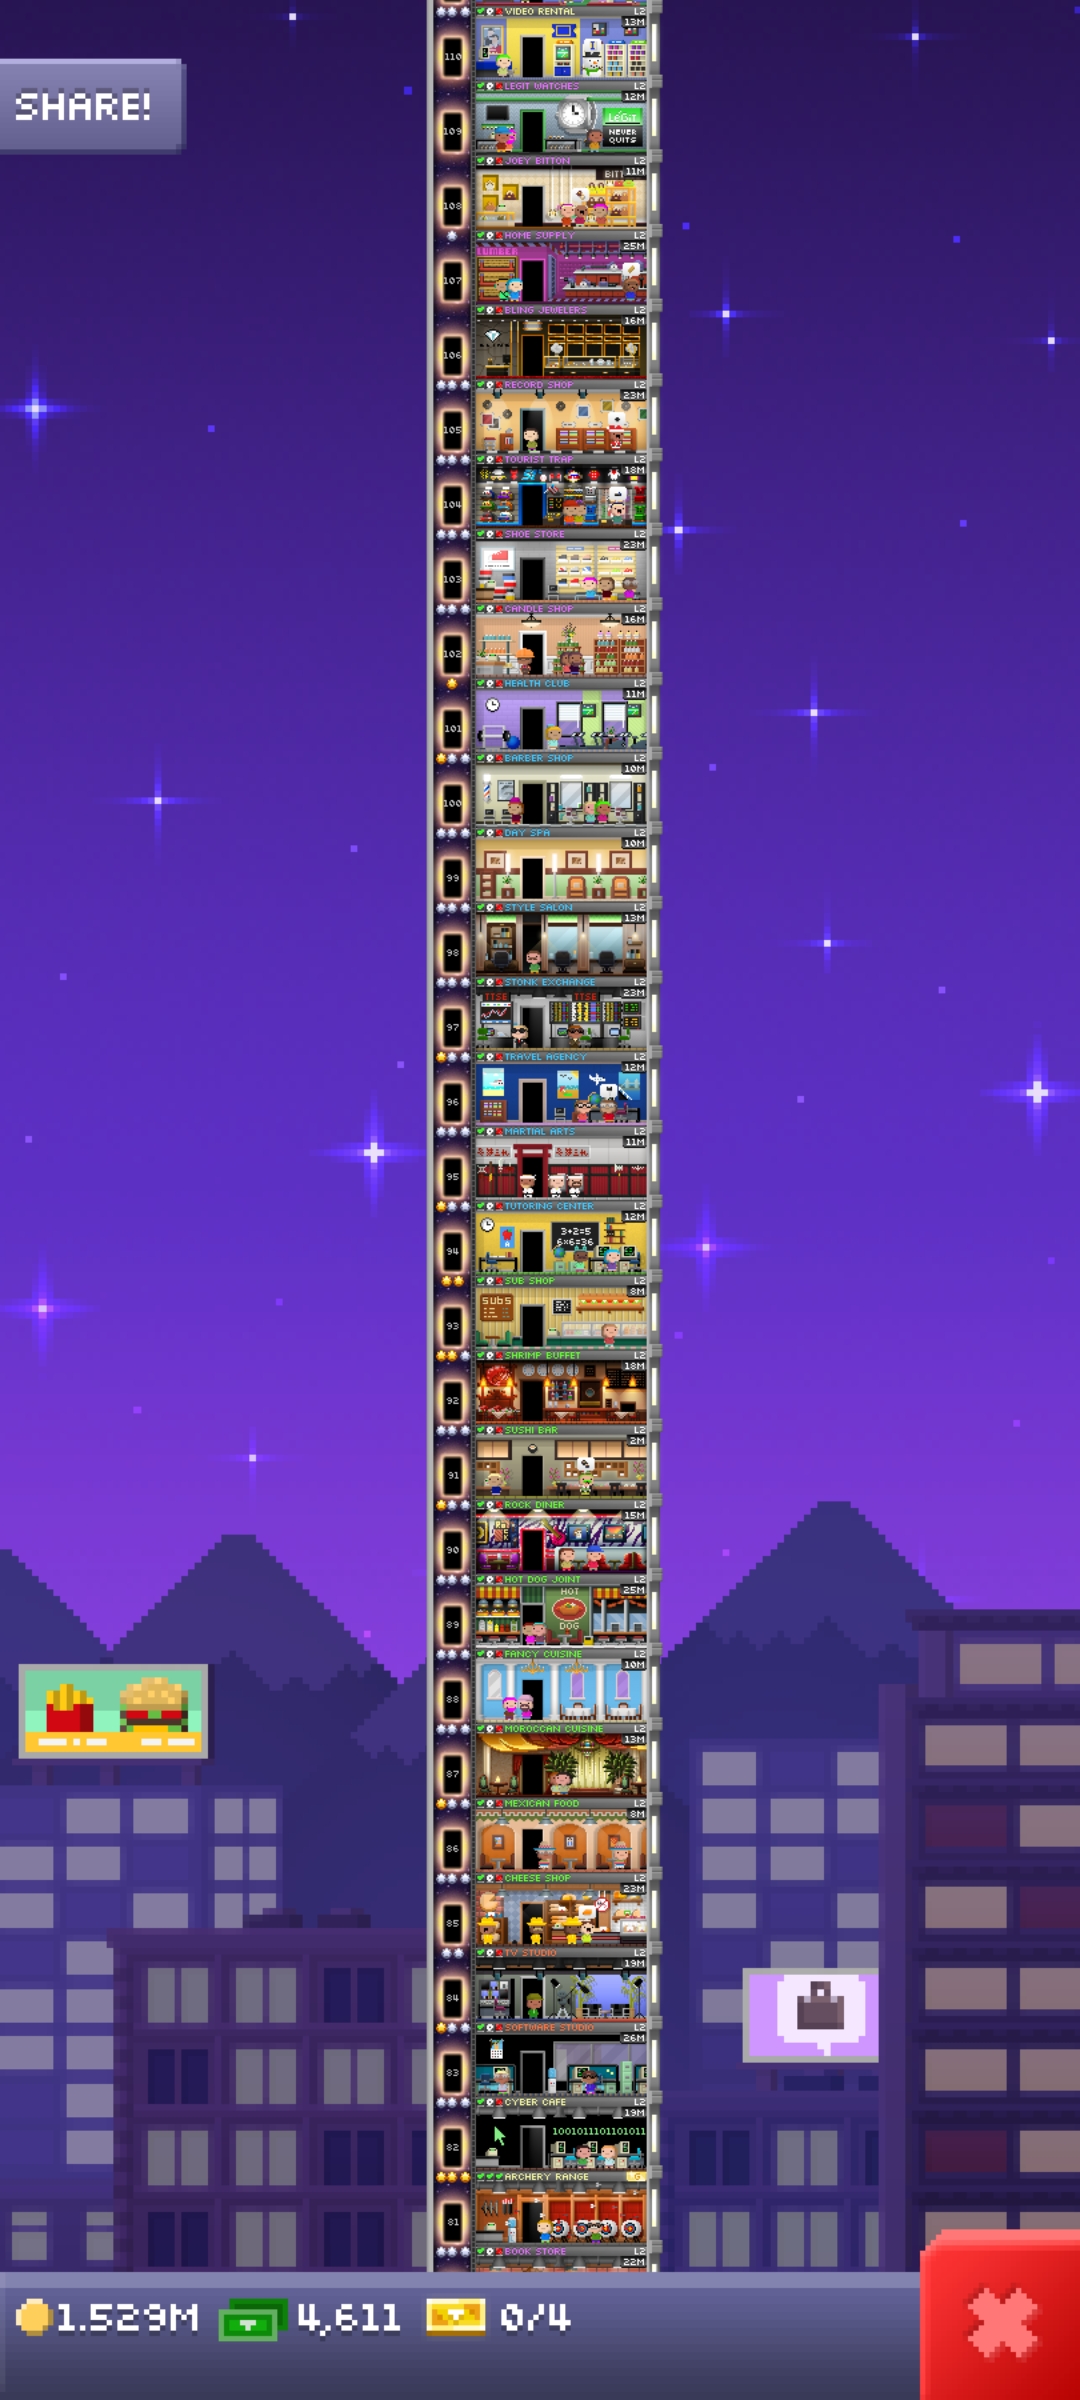 VIDEO RENTAL L2
13M
110
SHARE!
LEGIT WATCHES L2
12M
LéGit
NEVER
QUITS
109
JOEY BITTON L2
11M
BITT
108
HOME SUPPLY L2
25M
LUMBER
107
BLING JEWELERS L2
16M
106
RECORD SHOP L2
23M
105
TOURIST TRAP L2
18M
104
SHOE STORE L2
23M
103
CANDLE SHOP L2
16M
102
HEALTH CLUB L2
11M
101
BARBER SHOP L2
10M
100
DAY SPA L2
10M
99
STYLE SALON L2
13M
98
STONK EXCHANGE L2
23M
TTSE TTSE
97
TRAVEL AGENCY L2
12M
96
MARTIAL ARTS L2
11M
95
TUTORING CENTER L2
12M
3+2=5
6×6=36
94
SUB SHOP L2
8M
SUBS
93
SHRIMP BUFFET L2
18M
92
SUSHI BAR L2
2M
91
ROCK DINER L2
15M
90
HOT DOG JOINT L2
25M
HOT
DOG
89
FANCY CUISINE L2
10M
88
MOROCCAN CUISINE L2
13M
87
MEXICAN FOOD L2
8M
86
CHEESE SHOP L2
23M
85
TV STUDIO L2
19M
84
SOFTWARE STUDIO L2
26M
83
CYBER CAFE L2
19M
1001011101101011
82
ARCHERY RANGE G
81
BOOK STORE L2
22M
1.529M 4,611 0/4